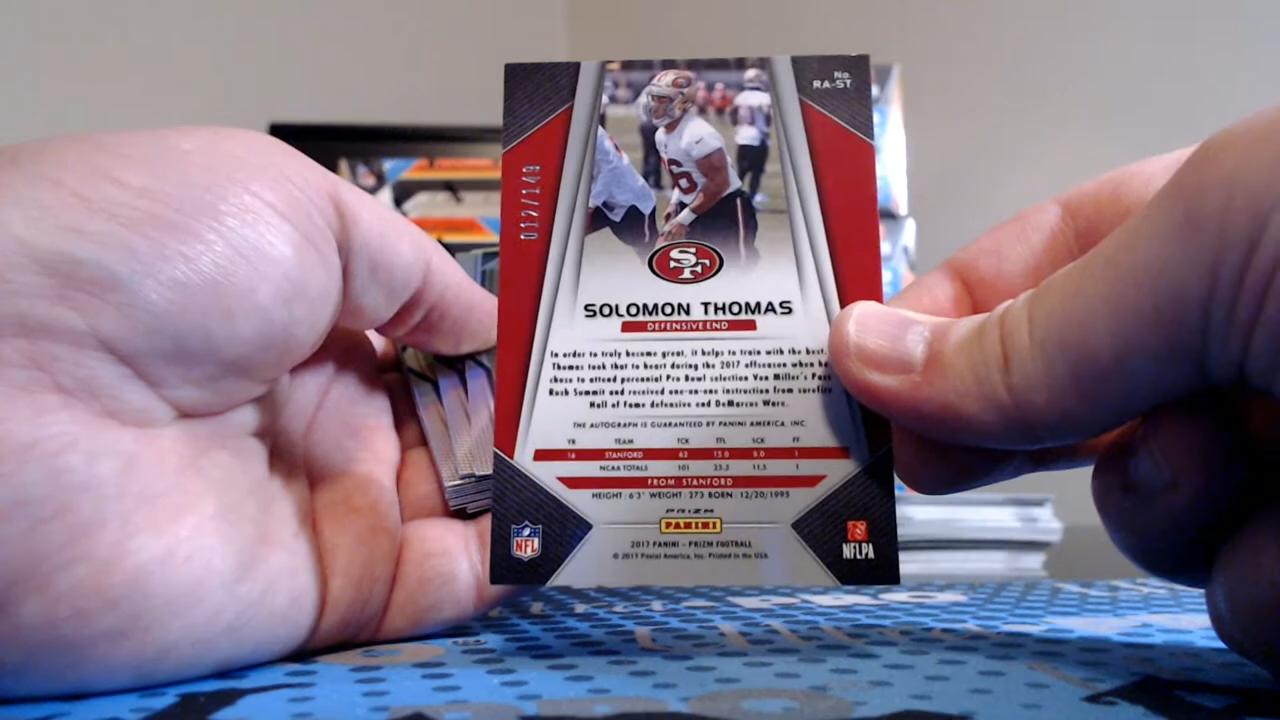 No.
RA-ST
012/149
SF
SOLOMON THOMAS
DEFENSIVE END
In order to truly become great, it helps to train with the best.
Thomas took that to heart during the 2017 offseason when he
chose to attend perennial Pro Bowl selection Von Miller's Pass
Rush Summit and received one-on-one instruction from surefire
Hall of Fame defensive end DeMarcus Ware.
THE AUTOGRAPH IS GUARANTEED BY PANINI AMERICA, INC.
YR TEAM TCK TFL SCK FF
16 STANFORD 62 15.0 8.0 1
NCAA TOTALS 101 23.5 11.5 1
FROM: STANFORD
HEIGHT: 6'3" WEIGHT: 273 BORN: 12/20/1995
PRIZM
PANINI
NFL
NFLPA
2017 PANINI - PRIZM FOOTBALL
© 2017 Panini America, Inc. Printed in the USA.
PRO